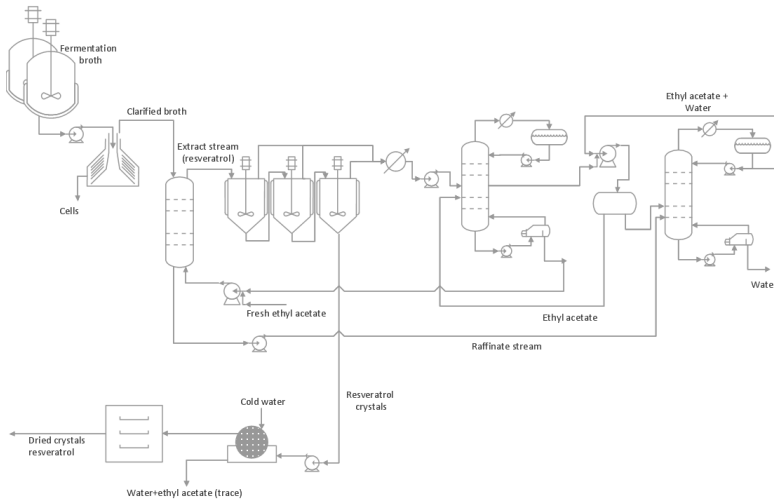 Fermentation
broth
Ethyl acetate +
Water
Clarified broth
Extract stream
(resveratrol)
Cells
Water
Fresh ethyl acetate
Ethyl acetate
Raffinate stream
Resveratrol
crystals
Cold water
Dried crystals
resveratrol
Water+ethyl acetate (trace)